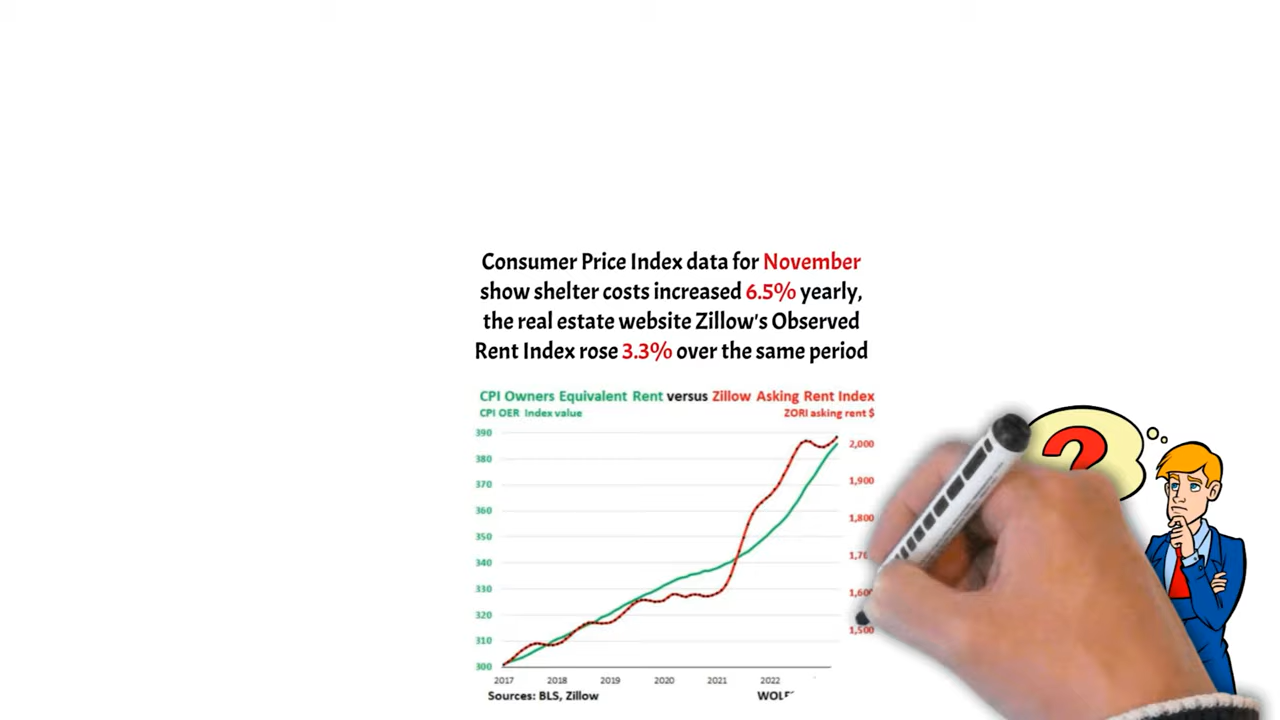 Consumer Price Index data for November
show shelter costs increased 6.5% yearly,
the real estate website Zillow's Observed
Rent Index rose 3.3% over the same period
CPI Owners Equivalent Rent versus Zillow Asking Rent Index
CPI OER Index value ZORI asking rent $
390
380
370
360
350
340
330
320
310
300
2,000
1,900
1,800
1,500
2017 2018 2019 2020 2021 2022
Sources: BLS, Zillow
?